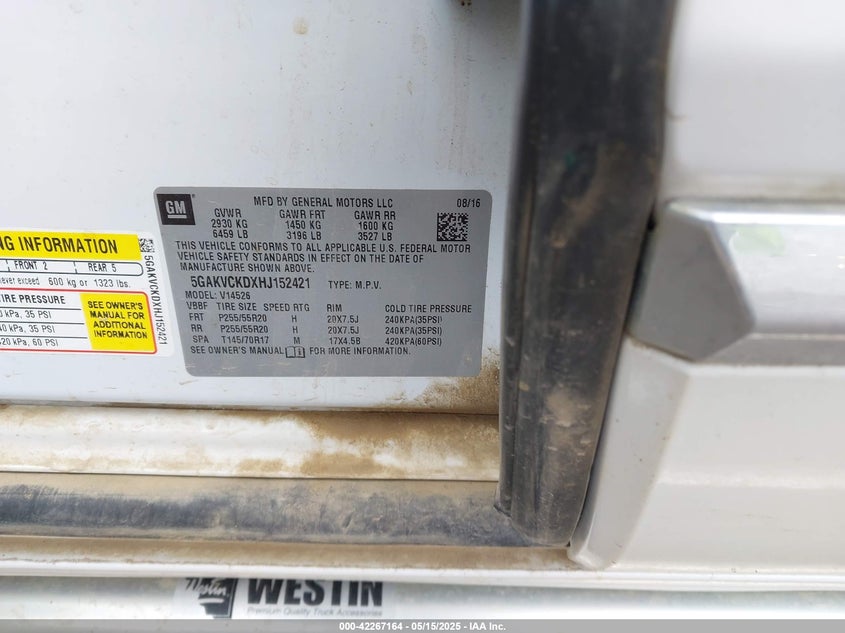 GM
MFD BY GENERAL MOTORS LLC 08/16
GVWR GAWR FRT GAWR RR
2930 KG 1450 KG 1600 KG
6459 LB 3196 LB 3527 LB
THIS VEHICLE CONFORMS TO ALL APPLICABLE U.S. FEDERAL MOTOR
VEHICLE SAFETY STANDARDS IN EFFECT ON THE DATE OF
MANUFACTURE SHOWN ABOVE.
5GAKVCKDXHJ152421 TYPE: M.P.V.
MODEL: V14526
VBBF TIRE SIZE SPEED RTG RIM COLD TIRE PRESSURE
FRT P255/55R20 H 20X7.5J 240KPA(35PSI)
RR P255/55R20 H 20X7.5J 240KPA(35PSI)
SPA T145/70R17 M 17X4.5B 420KPA(60PSI)
SEE OWNER'S MANUAL FOR MORE INFORMATION.
NG INFORMATION
FRONT 2 REAR 5
never exceed 600 kg or 1323 lbs.
TIRE PRESSURE
0 kPa, 35 PSI
40 kPa, 35 PSI
420 kPa, 60 PSI
SEE OWNER'S
MANUAL FOR
ADDITIONAL
INFORMATION
5GAKVCKDXHJ152421
Westin
WESTIN
Premium Quality Truck Accessories
000-42267164 - 05/15/2025 - IAA Inc.